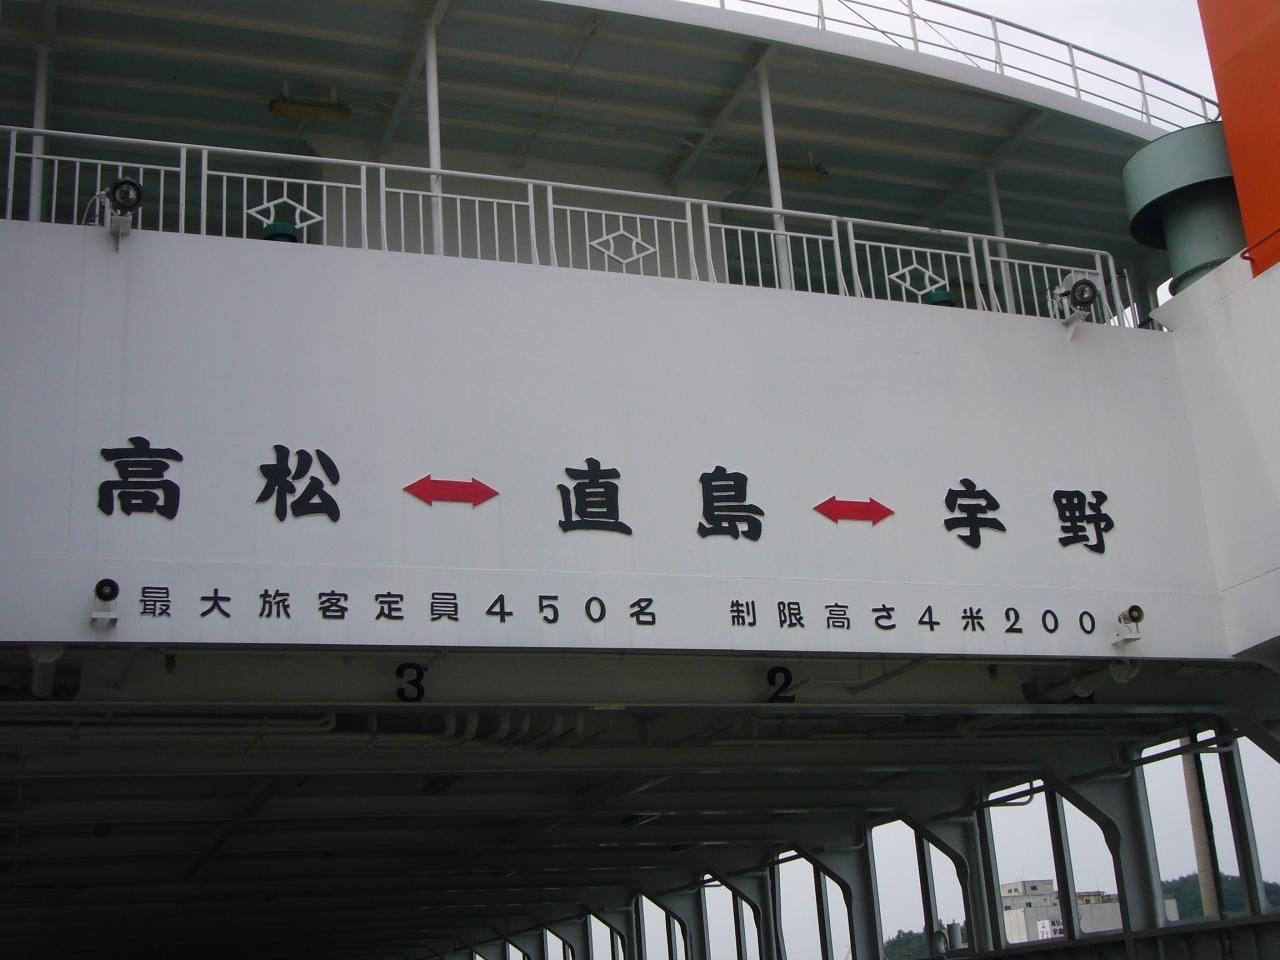 高松 ↔ 直島 ↔ 宇野
最大旅客定員450名 制限高さ4米200
3 2